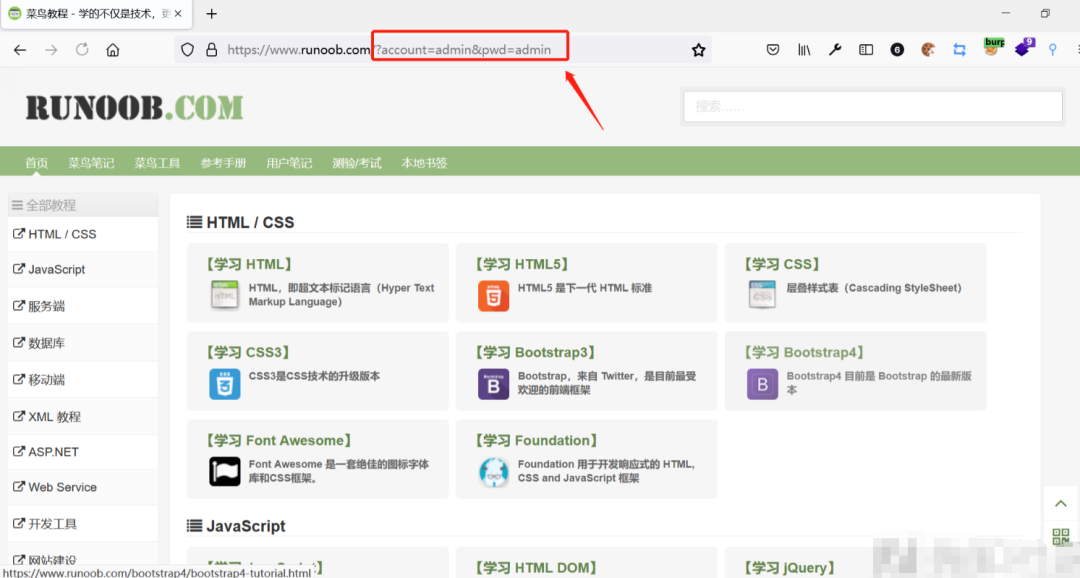 菜鸟教程 - 学的不仅是技术，更
https://www.runoob.com/?account=admin&pwd=admin
6
burp
9
RUNOOB.COM
搜索……
首页 菜鸟笔记 菜鸟工具 参考手册 用户笔记 测验/考试 本地书签
全部教程
HTML / CSS
JavaScript
服务端
数据库
移动端
XML 教程
ASP.NET
Web Service
开发工具
网站建设
HTML / CSS
【学习 HTML】
HTML，即超文本标记语言（Hyper Text
Markup Language）
【学习 HTML5】
HTML5 是下一代 HTML 标准
【学习 CSS】
层叠样式表（Cascading StyleSheet）
【学习 CSS3】
CSS3是CSS技术的升级版本
【学习 Bootstrap3】
Bootstrap，来自 Twitter，是目前最受
欢迎的前端框架
【学习 Bootstrap4】
Bootstrap4 目前是 Bootstrap 的最新版
本
【学习 Font Awesome】
Font Awesome 是一套绝佳的图标字体
库和CSS框架。
【学习 Foundation】
Foundation 用于开发响应式的 HTML,
CSS and JavaScript 框架
JavaScript
【学习 HTML DOM】
【学习 jQuery】
https://www.runoob.com/bootstrap4/bootstrap4-tutorial.html